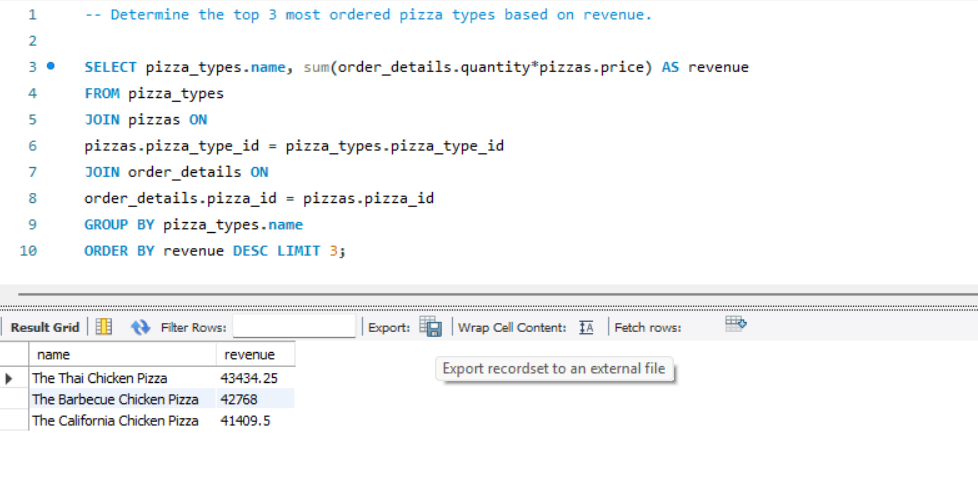 1 -- Determine the top 3 most ordered pizza types based on revenue.
2
3 SELECT pizza_types.name, sum(order_details.quantity*pizzas.price) AS revenue
4 FROM pizza_types
5 JOIN pizzas ON
6 pizzas.pizza_type_id = pizza_types.pizza_type_id
7 JOIN order_details ON
8 order_details.pizza_id = pizzas.pizza_id
9 GROUP BY pizza_types.name
10 ORDER BY revenue DESC LIMIT 3;
Result Grid Filter Rows: Export: Wrap Cell Content: Fetch rows:
Export recordset to an external file
name revenue
The Thai Chicken Pizza 43434.25
The Barbecue Chicken Pizza 42768
The California Chicken Pizza 41409.5